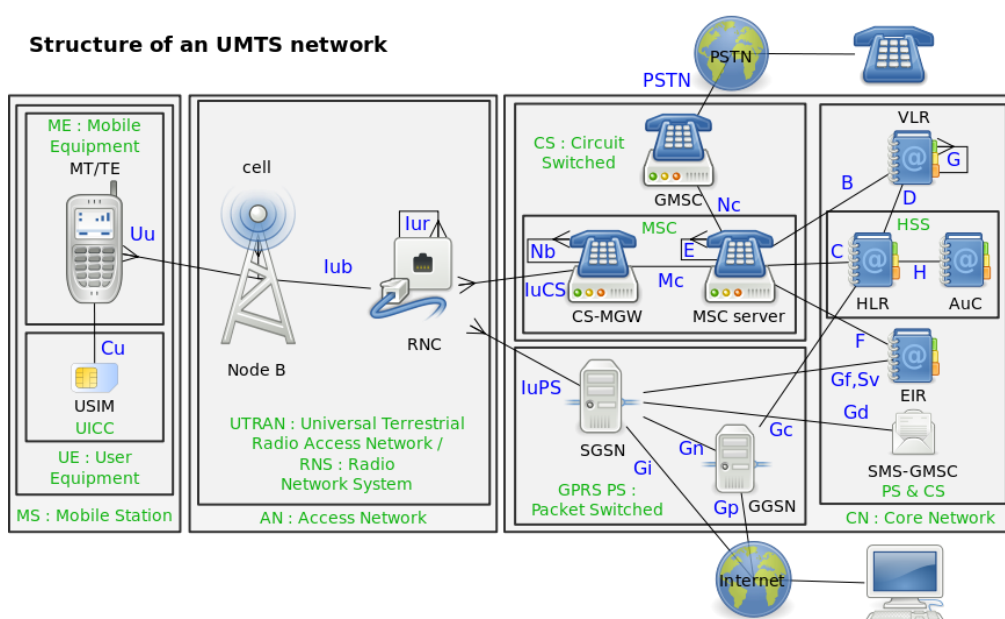 Structure of an UMTS network
PSTN
PSTN
ME : Mobile
Equipment
MT/TE
Uu
Cu
USIM
UICC
UE : User
Equipment
MS : Mobile Station
cell
Iub
Node B
Iur
RNC
UTRAN : Universal Terrestrial
Radio Access Network /
RNS : Radio
Network System
AN : Access Network
CS : Circuit
Switched
GMSC
Nc
MSC
Nb
E
IuCS
Mc
CS-MGW
MSC server
VLR
G
B
D
HSS
C
H
HLR
AuC
F
EIR
IuPS
Gf,Sv
Gd
Gc
SGSN
Gn
Gi
SMS-GMSC
PS & CS
GPRS PS :
Packet Switched
Gp
GGSN
CN : Core Network
Internet